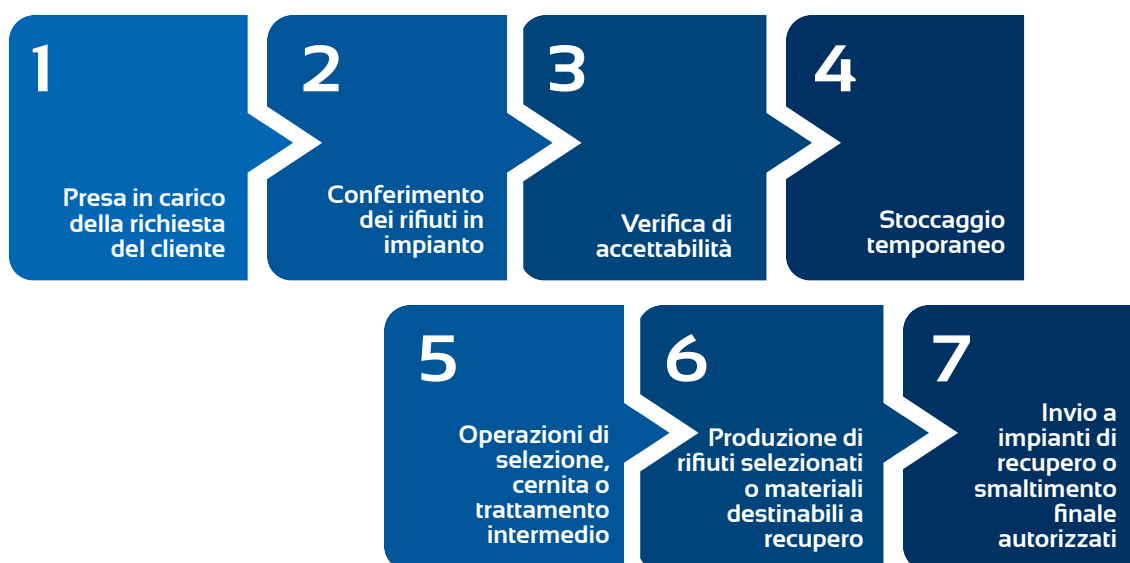 1
Presa in carico
della richiesta
del cliente
2
Conferimento
dei rifiuti in
impianto
3
Verifica di
accettabilità
4
Stoccaggio
temporaneo
5
Operazioni di
selezione,
cernita o
trattamento
intermedio
6
Produzione di
rifiuti selezionati
o materiali
destinabili a
recupero
7
Invio a
impianti di
recupero o
smaltimento
finale
autorizzati